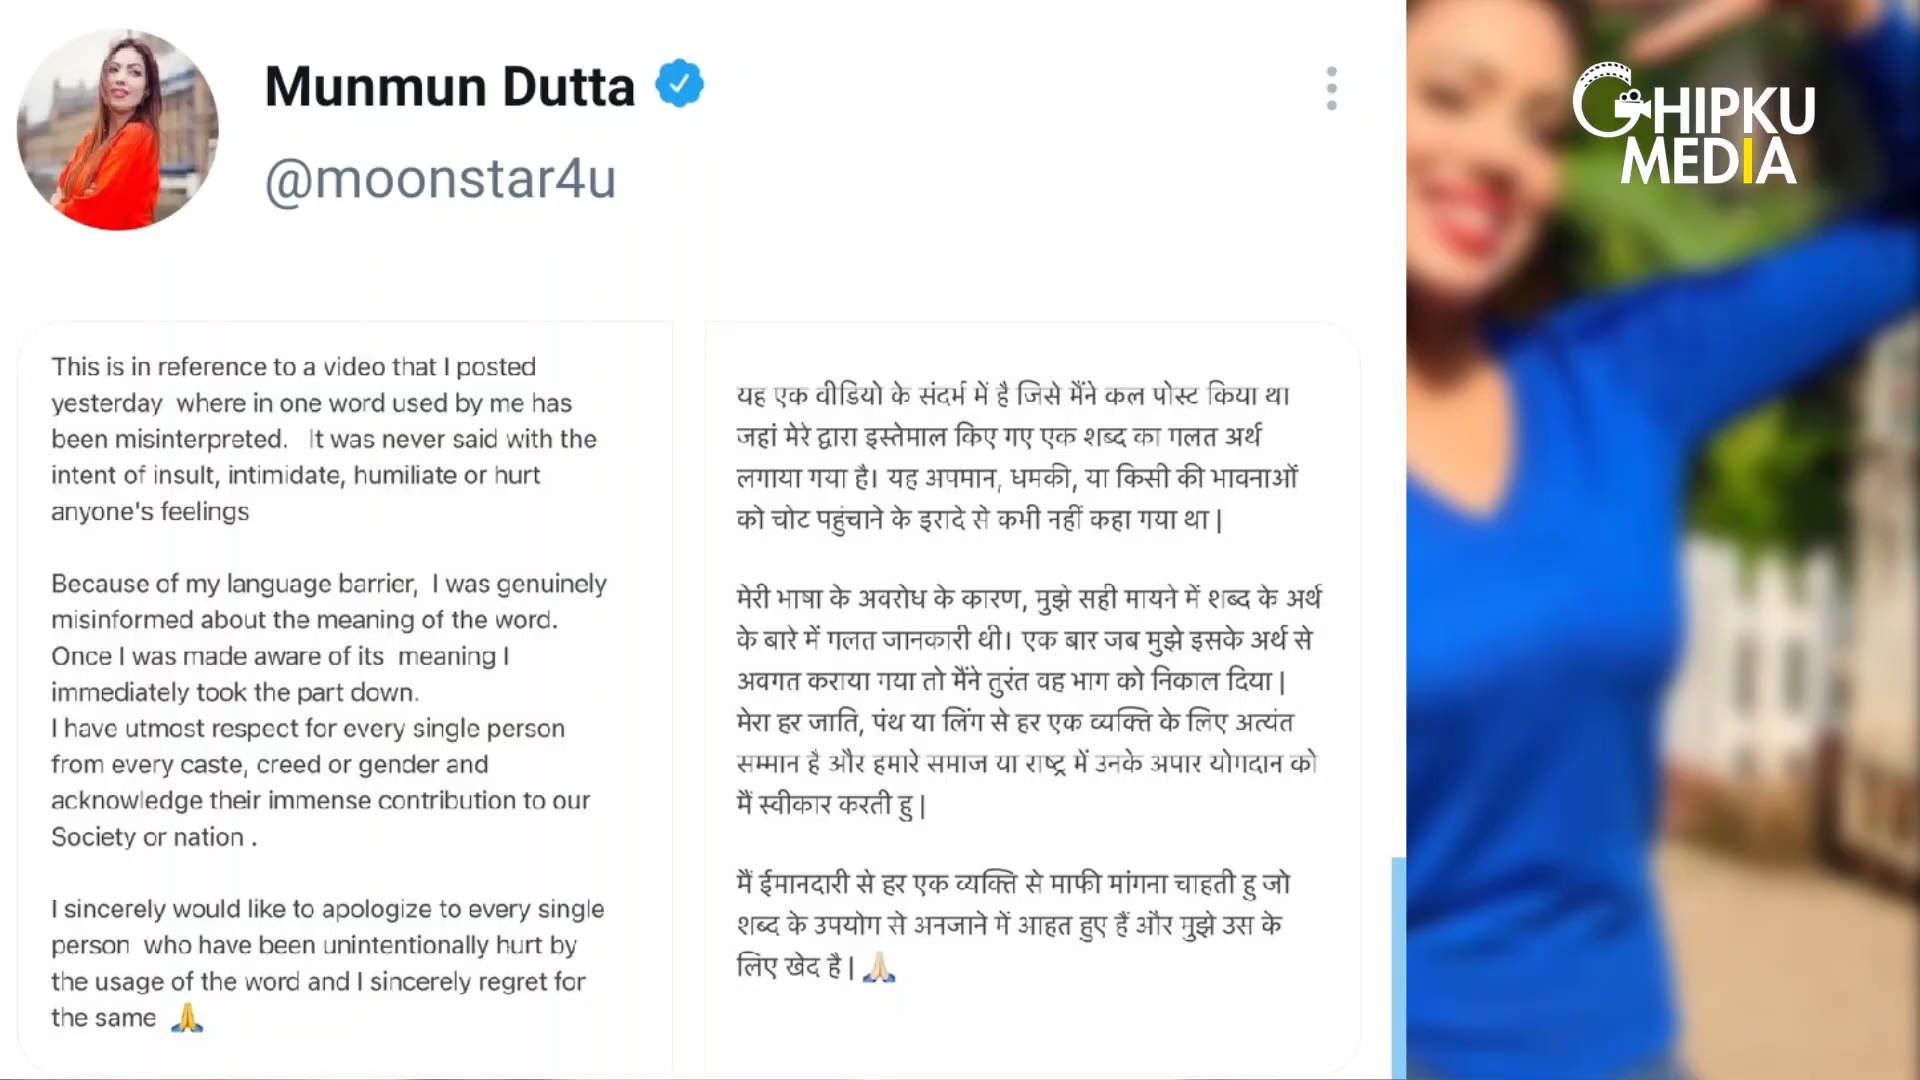 Munmun Dutta
@moonstar4u
This is in reference to a video that I posted
yesterday where in one word used by me has
been misinterpreted. It was never said with the
intent of insult, intimidate, humiliate or hurt
anyone's feelings
Because of my language barrier, I was genuinely
misinformed about the meaning of the word.
Once I was made aware of its meaning I
immediately took the part down.
I have utmost respect for every single person
from every caste, creed or gender and
acknowledge their immense contribution to our
Society or nation .
I sincerely would like to apologize to every single
person who have been unintentionally hurt by
the usage of the word and I sincerely regret for
the same 🙏
यह एक वीडियो के संदर्भ में है जिसे मैंने कल पोस्ट किया था
जहां मेरे द्वारा इस्तेमाल किए गए एक शब्द का गलत अर्थ
लगाया गया है। यह अपमान, धमकी, या किसी की भावनाओं
को चोट पहुंचाने के इरादे से कभी नहीं कहा गया था |
मेरी भाषा के अवरोध के कारण, मुझे सही मायने में शब्द के अर्थ
के बारे में गलत जानकारी थी। एक बार जब मुझे इसके अर्थ से
अवगत कराया गया तो मैंने तुरंत वह भाग को निकाल दिया |
मेरा हर जाति, पंथ या लिंग से हर एक व्यक्ति के लिए अत्यंत
सम्मान है और हमारे समाज या राष्ट्र में उनके अपार योगदान को
मैं स्वीकार करती हु |
मैं ईमानदारी से हर एक व्यक्ति से माफी मांगना चाहती हु जो
शब्द के उपयोग से अनजाने में आहत हुए हैं और मुझे उस के
लिए खेद है | 🙏🏻
GHIPKU
MEDIA